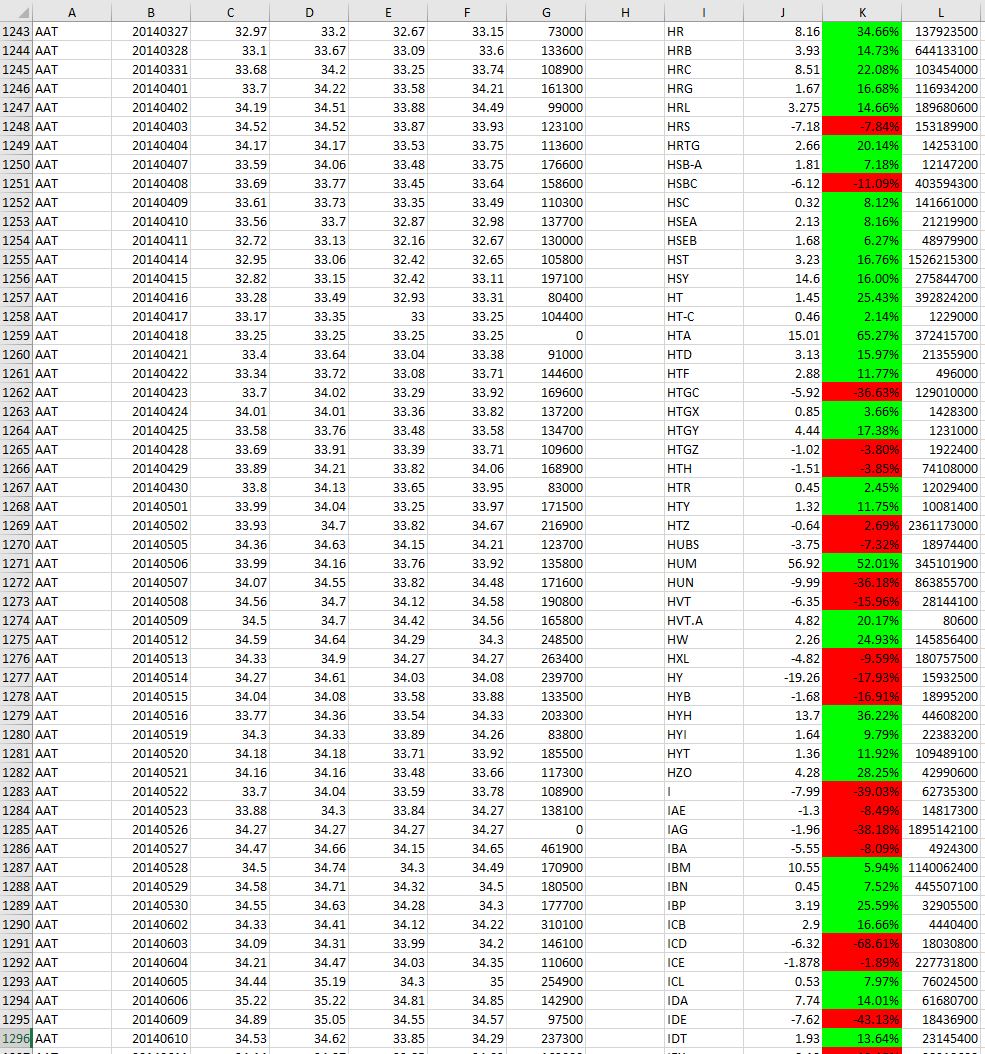 A B C D E F G H I J K L
1243 AAT 20140327 32.97 33.2 32.67 33.15 73000 HR 8.16 34.66% 137923500
1244 AAT 20140328 33.1 33.67 33.09 33.6 133600 HRB 3.93 14.73% 644133100
1245 AAT 20140331 33.68 34.2 33.25 33.74 108900 HRC 8.51 22.08% 103454000
1246 AAT 20140401 33.7 34.22 33.58 34.21 161300 HRG 1.67 16.68% 116934200
1247 AAT 20140402 34.19 34.51 33.88 34.49 99000 HRL 3.275 14.66% 189680600
1248 AAT 20140403 34.52 34.52 33.87 33.93 123100 HRS -7.18 -7.84% 153189900
1249 AAT 20140404 34.17 34.17 33.53 33.75 113600 HRTG 2.66 20.14% 14253100
1250 AAT 20140407 33.59 34.06 33.48 33.75 176600 HSB-A 1.81 7.18% 12147200
1251 AAT 20140408 33.69 33.77 33.45 33.64 158600 HSBC -6.12 -11.09% 403594300
1252 AAT 20140409 33.61 33.73 33.35 33.49 110300 HSC 0.32 8.12% 141661000
1253 AAT 20140410 33.56 33.7 32.87 32.98 137700 HSEA 2.13 8.16% 21219900
1254 AAT 20140411 32.72 33.13 32.16 32.67 130000 HSEB 1.68 6.27% 48979900
1255 AAT 20140414 32.95 33.06 32.42 32.65 105800 HST 3.23 16.76% 1526215300
1256 AAT 20140415 32.82 33.15 32.42 33.11 197100 HSY 14.6 16.00% 275844700
1257 AAT 20140416 33.28 33.49 32.93 33.31 80400 HT 1.45 25.43% 392824200
1258 AAT 20140417 33.17 33.35 33 33.25 104400 HT-C 0.46 2.14% 1229000
1259 AAT 20140418 33.25 33.25 33.25 33.25 0 HTA 15.01 65.27% 372415700
1260 AAT 20140421 33.4 33.64 33.04 33.38 91000 HTD 3.13 15.97% 21355900
1261 AAT 20140422 33.34 33.72 33.08 33.71 144600 HTF 2.88 11.77% 496000
1262 AAT 20140423 33.7 34.02 33.29 33.92 169600 HTGC -5.92 -36.63% 129010000
1263 AAT 20140424 34.01 34.01 33.36 33.82 137200 HTGX 0.85 3.66% 1428300
1264 AAT 20140425 33.58 33.76 33.48 33.58 134700 HTGY 4.44 17.38% 1231000
1265 AAT 20140428 33.69 33.91 33.39 33.71 109600 HTGZ -1.02 -3.80% 1922400
1266 AAT 20140429 33.89 34.21 33.82 34.06 168900 HTH -1.51 -3.85% 74108000
1267 AAT 20140430 33.8 34.13 33.65 33.95 83000 HTR 0.45 2.45% 12029400
1268 AAT 20140501 33.99 34.04 33.25 33.97 171500 HTY 1.32 11.75% 10081400
1269 AAT 20140502 33.93 34.7 33.82 34.67 216900 HTZ -0.64 2.69% 2361173000
1270 AAT 20140505 34.36 34.63 34.15 34.21 123700 HUBS -3.75 -7.32% 18974400
1271 AAT 20140506 33.99 34.16 33.76 33.92 135800 HUM 56.92 52.01% 345101900
1272 AAT 20140507 34.07 34.55 33.82 34.48 171600 HUN -9.99 -36.18% 863855700
1273 AAT 20140508 34.56 34.7 34.12 34.58 190800 HVT -6.35 -15.96% 28144100
1274 AAT 20140509 34.5 34.7 34.42 34.56 165800 HVT.A 4.82 20.17% 80600
1275 AAT 20140512 34.59 34.64 34.29 34.3 248500 HW 2.26 24.93% 145856400
1276 AAT 20140513 34.33 34.9 34.27 34.27 263400 HXL -4.82 -9.59% 180757500
1277 AAT 20140514 34.27 34.61 34.03 34.08 239700 HY -19.26 -17.93% 15932500
1278 AAT 20140515 34.04 34.08 33.58 33.88 133500 HYB -1.68 -16.91% 18995200
1279 AAT 20140516 33.77 34.36 33.54 34.33 203300 HYH 13.7 36.22% 44608200
1280 AAT 20140519 34.3 34.33 33.89 34.26 83800 HYI 1.64 9.79% 22383200
1281 AAT 20140520 34.18 34.18 33.71 33.92 185500 HYT 1.36 11.92% 109489100
1282 AAT 20140521 34.16 34.16 33.48 33.66 117300 HZO 4.28 28.25% 42990600
1283 AAT 20140522 33.7 34.04 33.59 33.78 108900 I -7.99 -39.03% 62735300
1284 AAT 20140523 33.88 34.3 33.84 34.27 138100 IAE -1.3 -8.49% 14817300
1285 AAT 20140526 34.27 34.27 34.27 34.27 0 IAG -1.96 -38.18% 1895142100
1286 AAT 20140527 34.47 34.66 34.15 34.65 461900 IBA -5.55 -8.09% 4924300
1287 AAT 20140528 34.5 34.74 34.3 34.49 170900 IBM 10.55 5.94% 1140062400
1288 AAT 20140529 34.58 34.71 34.32 34.5 180500 IBN 0.45 7.52% 445507100
1289 AAT 20140530 34.55 34.63 34.28 34.3 177700 IBP 3.19 25.59% 32905500
1290 AAT 20140602 34.33 34.41 34.12 34.22 310100 ICB 2.9 16.66% 4440400
1291 AAT 20140603 34.09 34.31 33.99 34.2 146100 ICD -6.32 -68.61% 18030800
1292 AAT 20140604 34.21 34.47 34.03 34.35 110600 ICE -1.878 -1.89% 227731800
1293 AAT 20140605 34.44 35.19 34.3 35 254900 ICL 0.53 7.97% 76024500
1294 AAT 20140606 35.22 35.22 34.81 34.85 142900 IDA 7.74 14.01% 61680700
1295 AAT 20140609 34.89 35.05 34.55 34.57 97500 IDE -7.62 -43.13% 18436900
1296 AAT 20140610 34.53 34.62 33.85 34.29 237300 IDT 1.93 13.64% 23145400